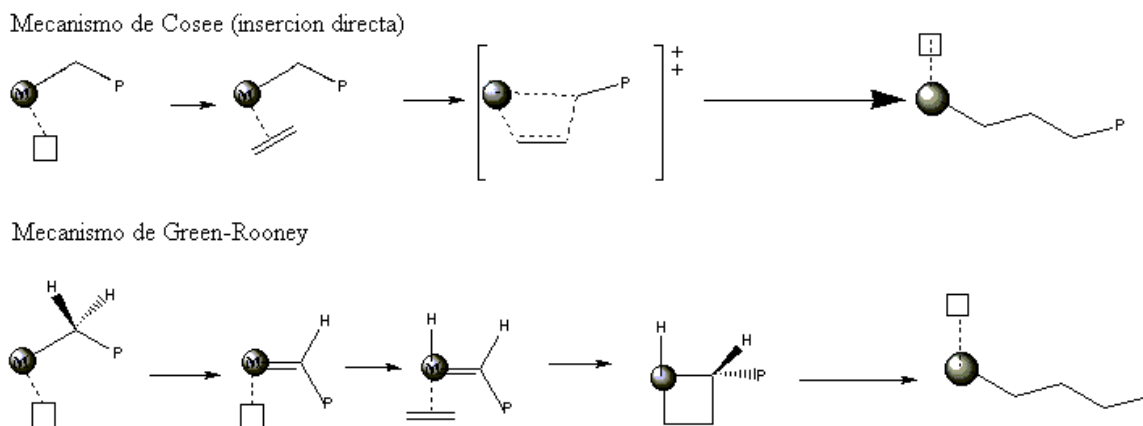 Mecanismo de Cosee (insercion directa)
M P
M P
P
‡
P
Mecanismo de Green-Rooney
H H
M P
H
M
P
H H
M
P
H H
P